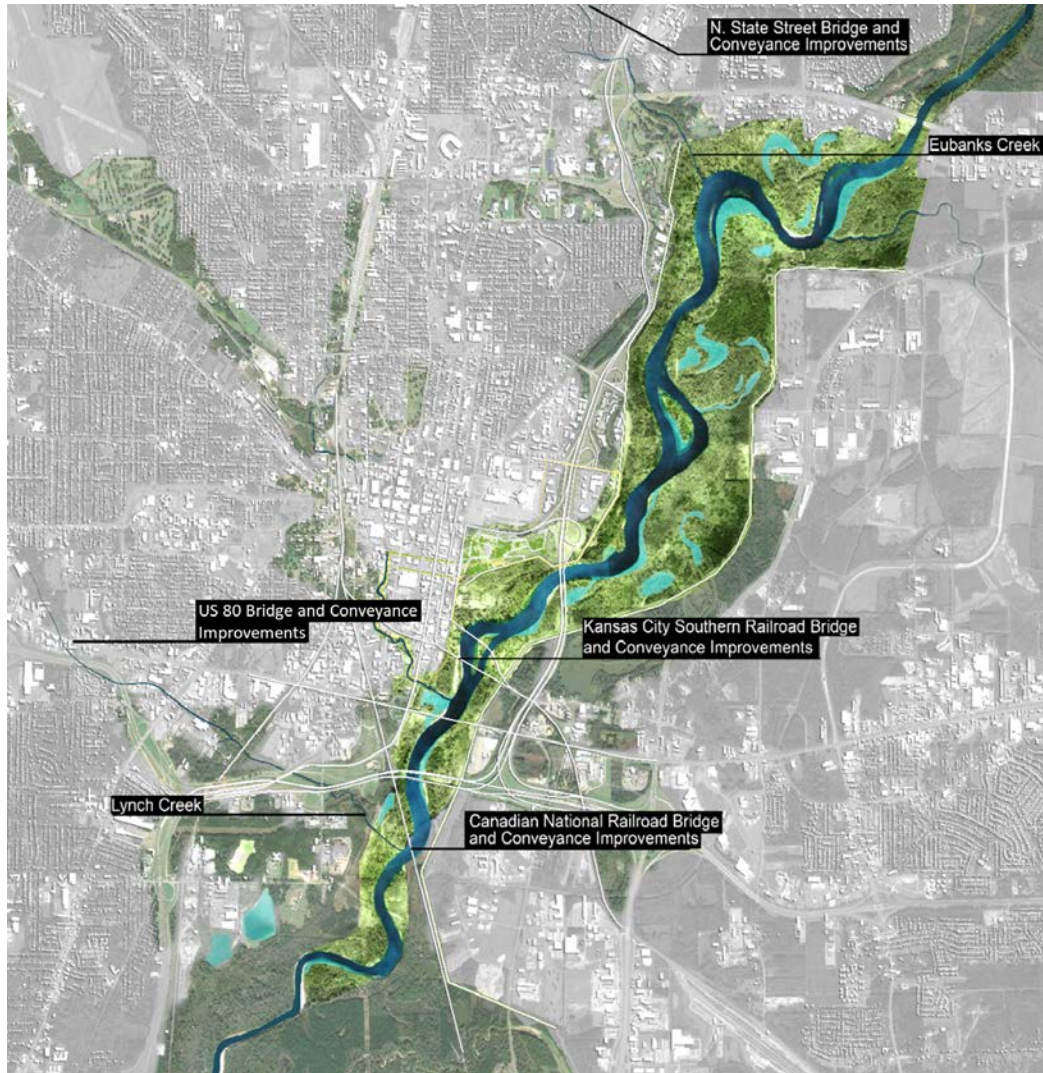 N. State Street Bridge and
Conveyance Improvements
Eubanks Creek
US 80 Bridge and Conveyance
Improvements
Kansas City Southern Railroad Bridge
and Conveyance Improvements
Lynch Creek
Canadian National Railroad Bridge
and Conveyance Improvements